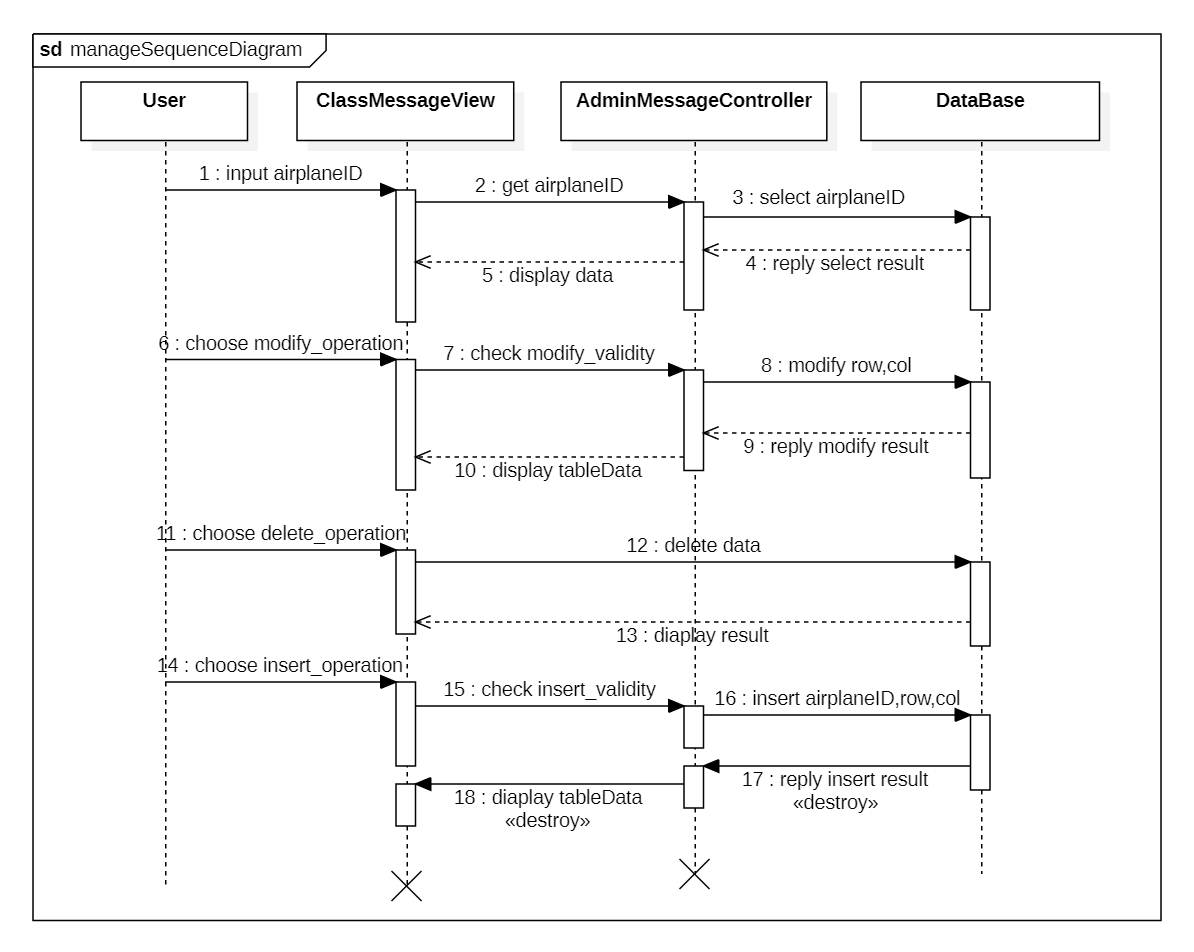 sd manageSequenceDiagram
User
ClassMessageView
AdminMessageController
DataBase
1 : input airplaneID
2 : get airplaneID
3 : select airplaneID
4 : reply select result
5 : display data
6 : choose modify_operation
7 : check modify_validity
8 : modify row,col
9 : reply modify result
10 : display tableData
11 : choose delete_operation
12 : delete data
13 : diaplay result
14 : choose insert_operation
15 : check insert_validity
16 : insert airplaneID,row,col
17 : reply insert result
«destroy»
18 : diaplay tableData
«destroy»